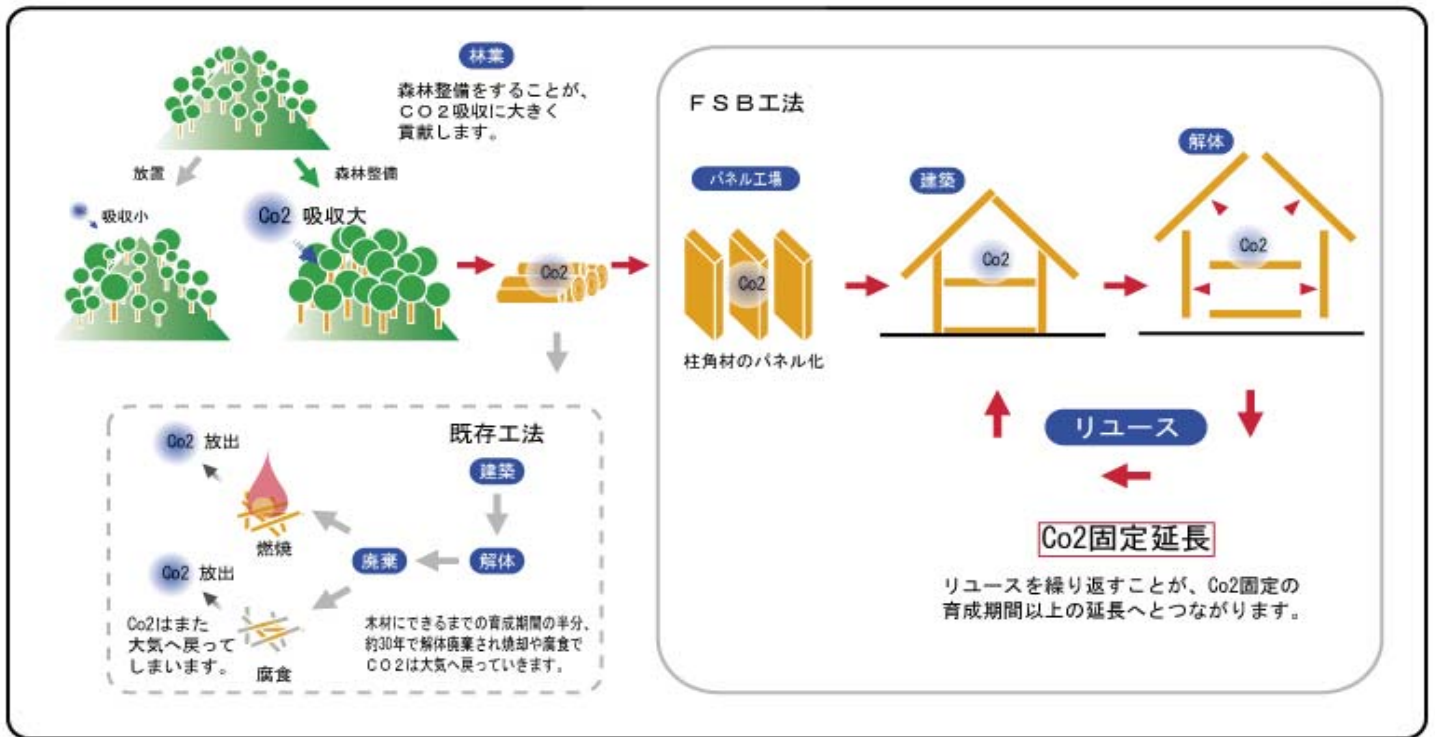 林業
森林整備をすることが、
CO2吸収に大きく
貢献します。
放置
森林整備
吸収小
Co2 吸収大
Co2
FSB工法
パネル工場
建築
解体
Co2
Co2
Co2
柱角材のパネル化
リユース
Co2固定延長
リユースを繰り返すことが、Co2固定の
育成期間以上の延長へとつながります。
既存工法
建築
解体
廃棄
Co2 放出
燃焼
Co2 放出
腐食
Co2はまた
大気へ戻って
しまいます。
木材にできるまでの育成期間の半分、
約30年で解体廃棄され焼却や腐食で
CO2は大気へ戻っていきます。